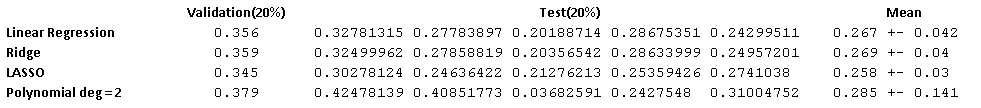 Validation(20%) Test(20%) Mean
Linear Regression 0.356 0.32781315 0.27783897 0.20188714 0.28675351 0.24299511 0.267 +- 0.042
Ridge 0.359 0.32499962 0.27858819 0.20356542 0.28633999 0.24957201 0.269 +- 0.04
LASSO 0.345 0.30278124 0.24636422 0.21276213 0.25359426 0.2741038 0.258 +- 0.03
Polynomial deg=2 0.379 0.42478139 0.40851773 0.03682591 0.2427548 0.31004752 0.285 +- 0.141